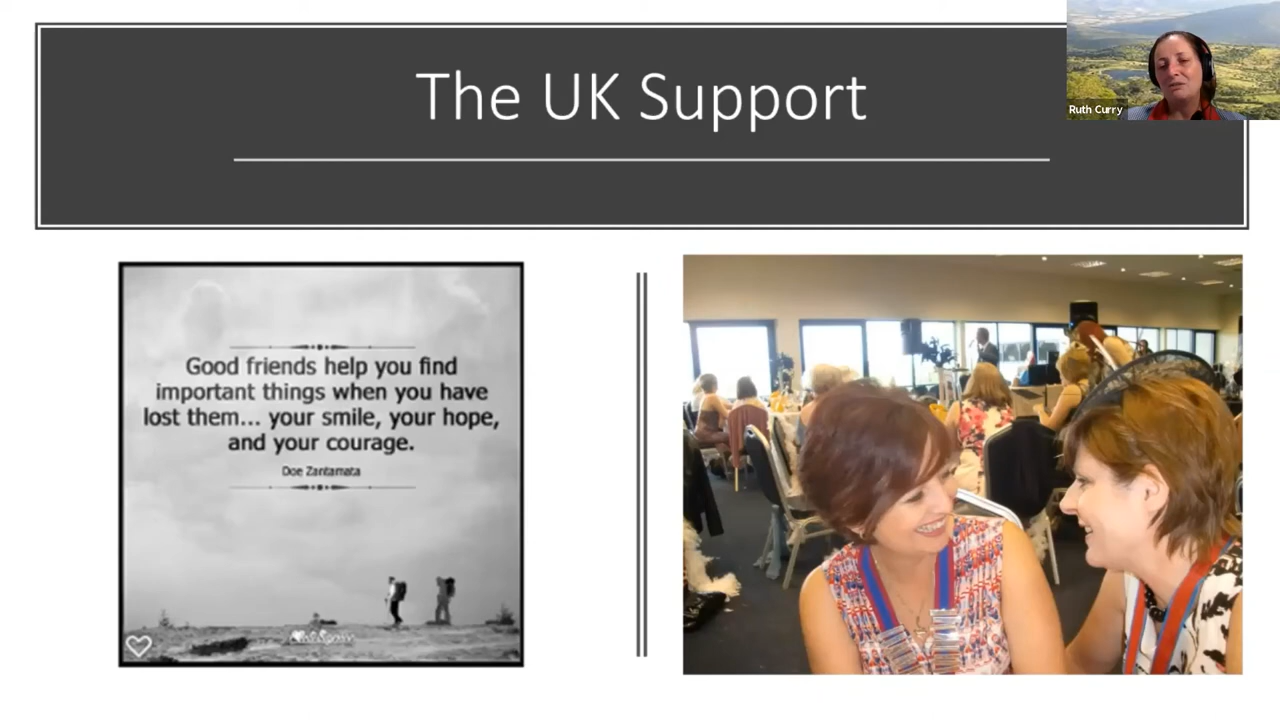 The UK Support
Ruth Curry
Good friends help you find
important things when you have
lost them... your smile, your hope,
and your courage.
Doe Zantamata